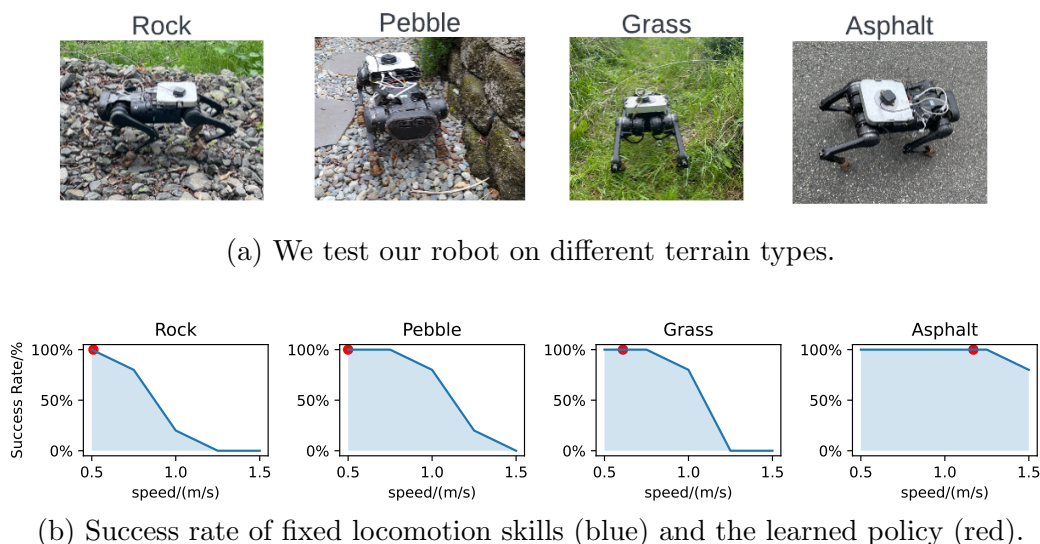 Rock Pebble Grass Asphalt
(a) We test our robot on different terrain types.
Rock Pebble Grass Asphalt
Success Rate/%
100% 100% 100% 100%
50% 50% 50% 50%
0% 0% 0% 0%
0.5 1.0 1.5 0.5 1.0 1.5 0.5 1.0 1.5 0.5 1.0 1.5
speed/(m/s) speed/(m/s) speed/(m/s) speed/(m/s)
(b) Success rate of fixed locomotion skills (blue) and the learned policy (red).